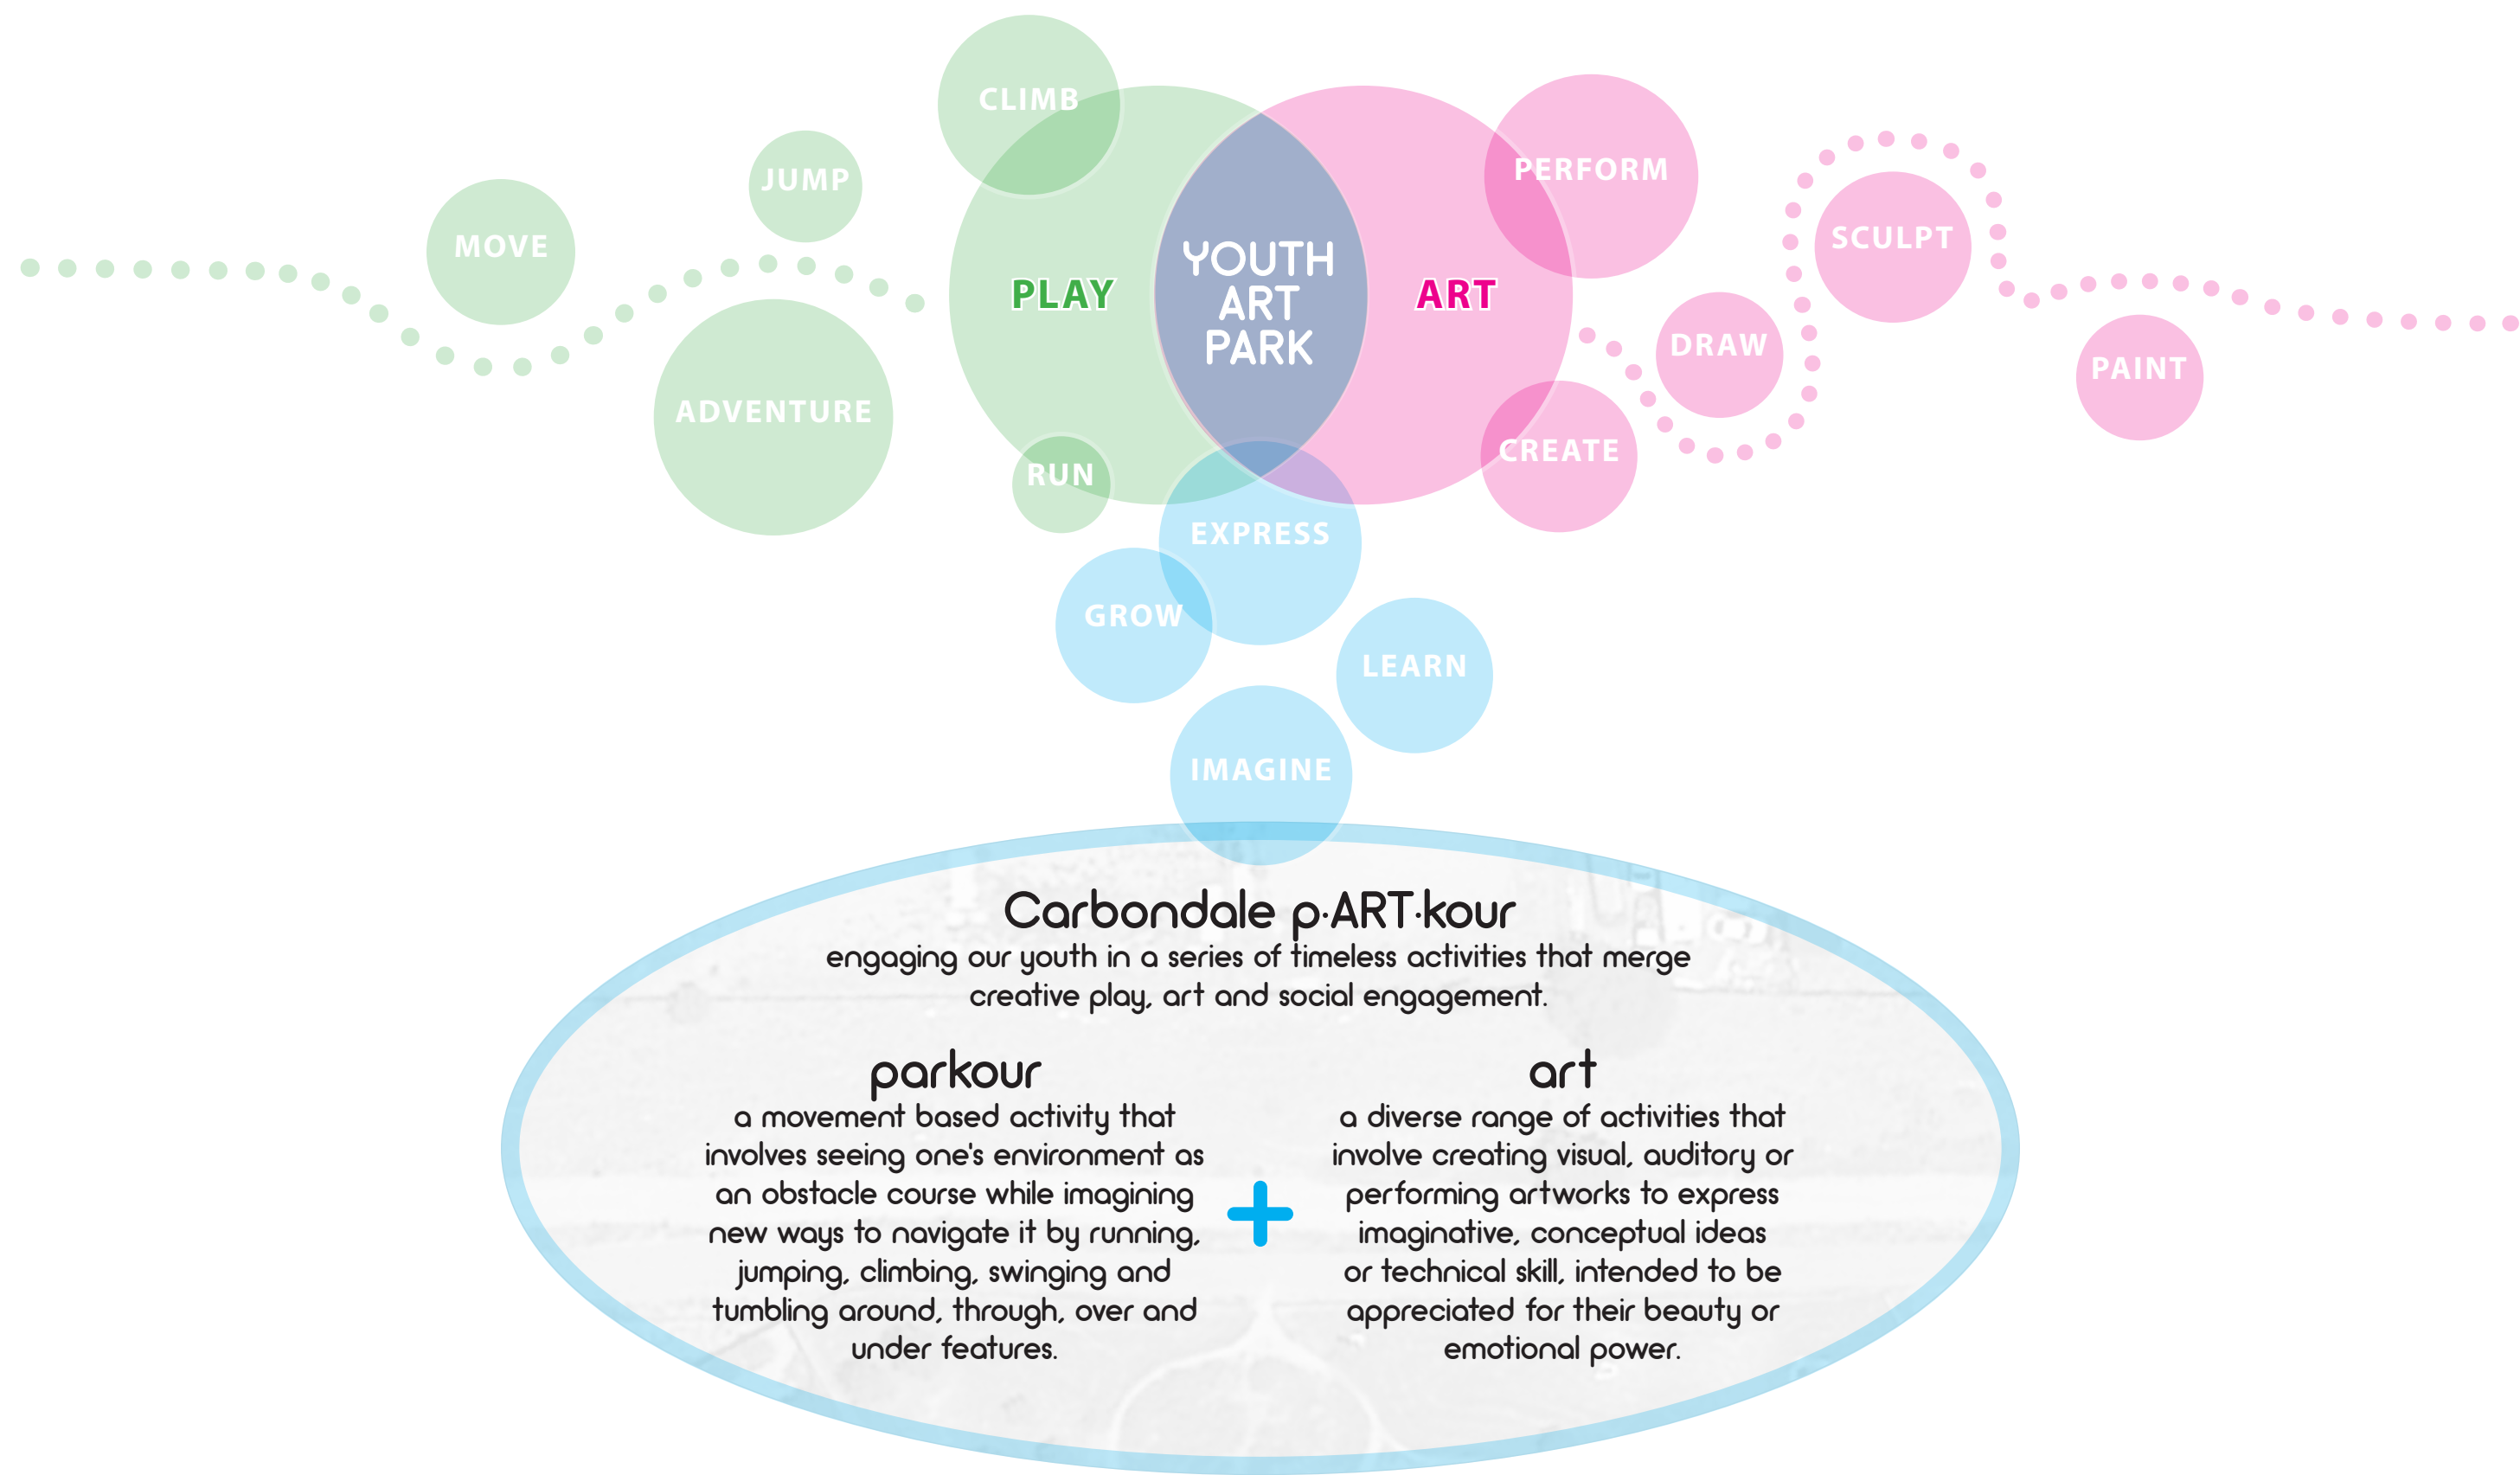 CLIMB
PERFORM
JUMP
SCULPT
MOVE
YOUTH
ART
PARK
PLAY
ART
DRAW
PAINT
ADVENTURE
CREATE
RUN
EXPRESS
GROW
LEARN
IMAGINE
Carbondale p·ART·kour
engaging our youth in a series of timeless activities that merge
creative play, art and social engagement.
parkour
a movement based activity that
involves seeing one's environment as
an obstacle course while imagining
new ways to navigate it by running,
jumping, climbing, swinging and
tumbling around, through, over and
under features.
+
art
a diverse range of activities that
involve creating visual, auditory or
performing artworks to express
imaginative, conceptual ideas
or technical skill, intended to be
appreciated for their beauty or
emotional power.